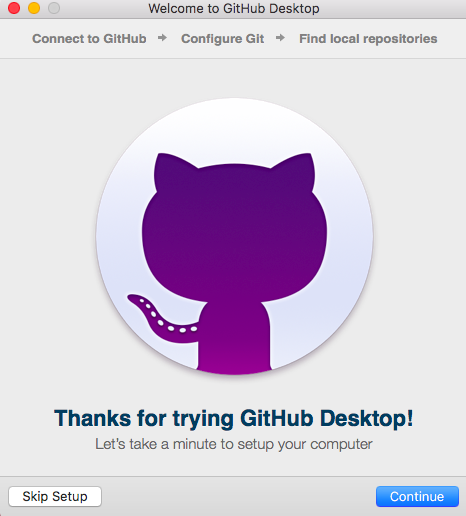 Welcome to GitHub Desktop
Connect to GitHub → Configure Git → Find local repositories
Thanks for trying GitHub Desktop!
Let's take a minute to setup your computer
Skip Setup Continue